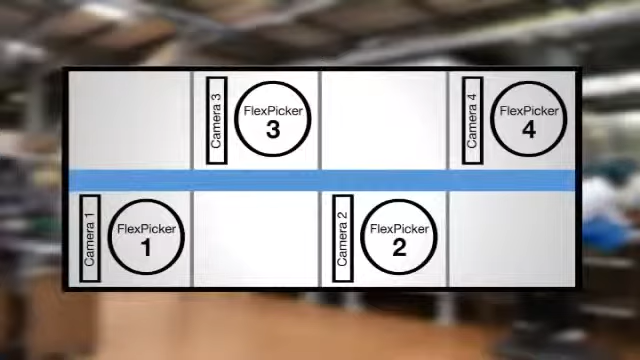 Camera 3
FlexPicker
3
Camera 4
FlexPicker
4
Camera 1
FlexPicker
1
Camera 2
FlexPicker
2